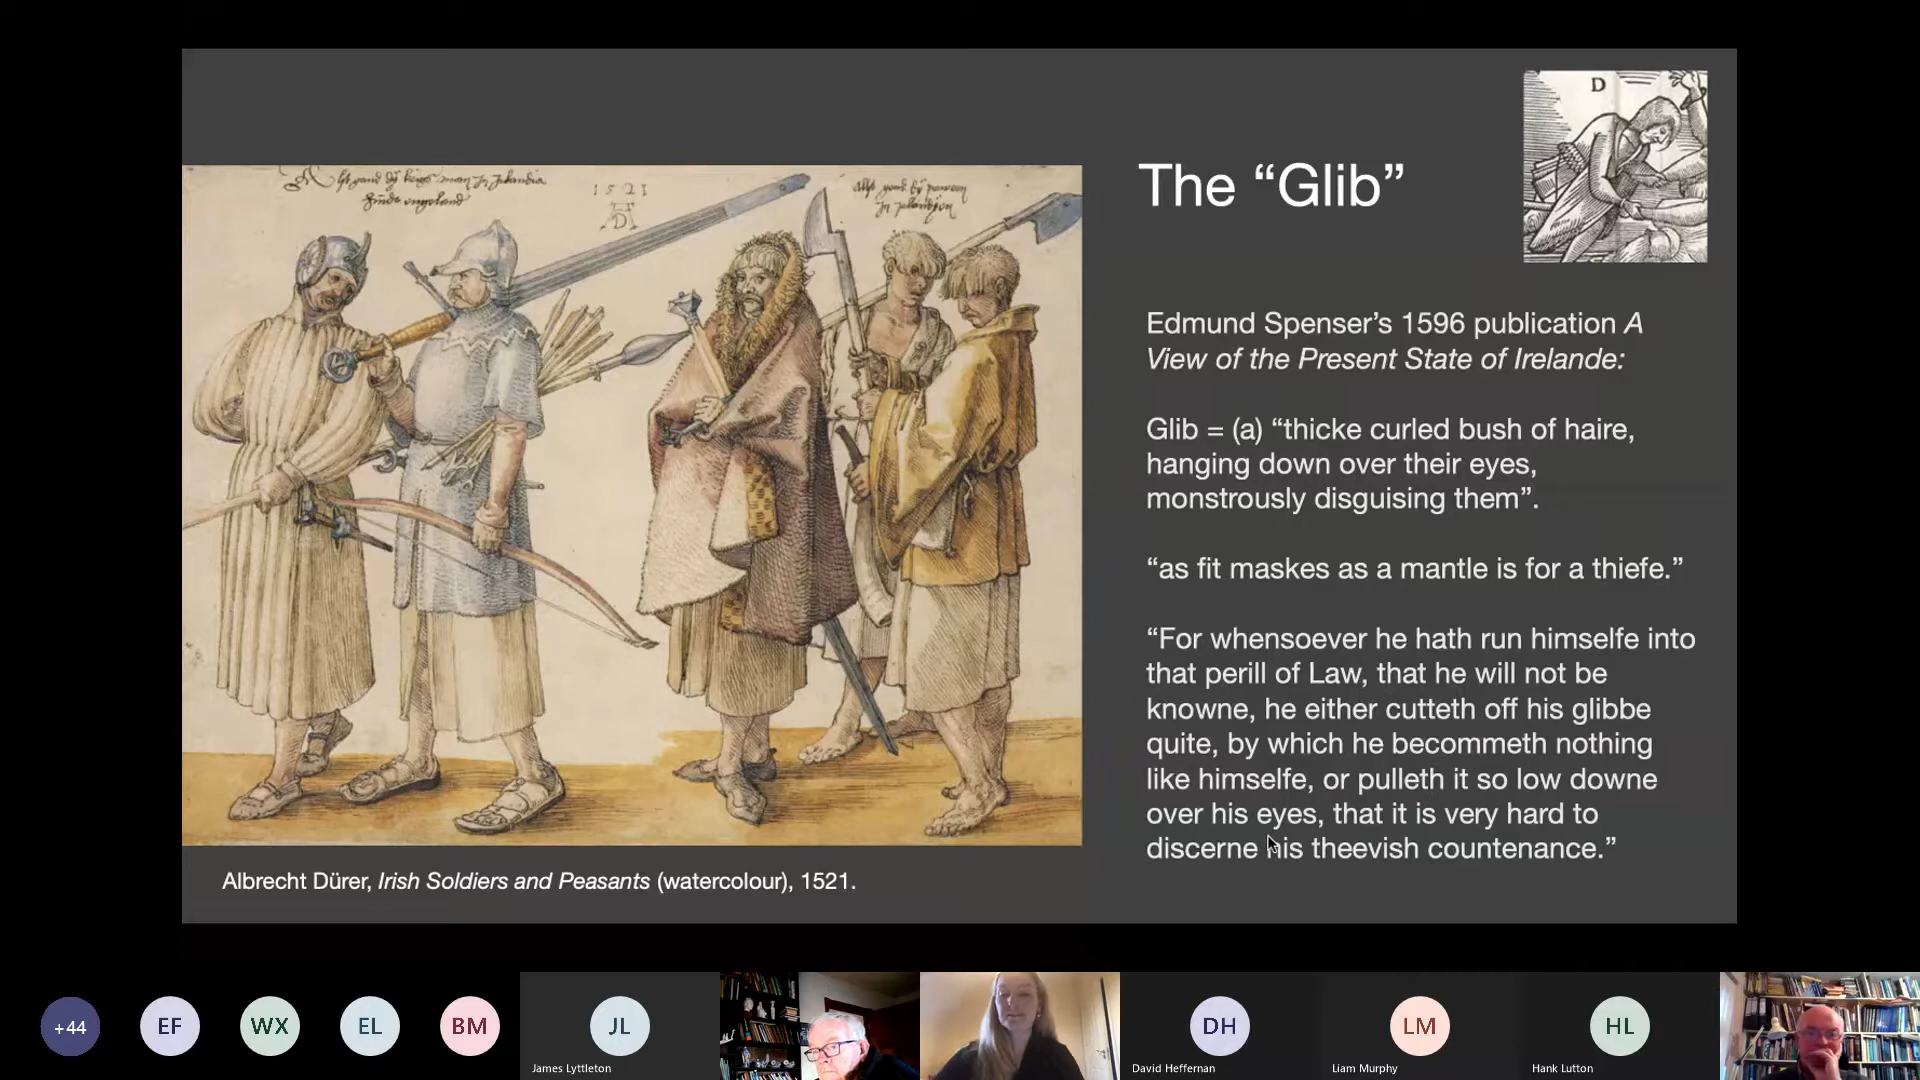 1521
AD
D
The “Glib”
Edmund Spenser’s 1596 publication A
View of the Present State of Irelande:
Glib = (a) “thicke curled bush of haire,
hanging down over their eyes,
monstrously disguising them”.
“as fit maskes as a mantle is for a thiefe.”
“For whensoever he hath run himselfe into
that perill of Law, that he will not be
knowne, he either cutteth off his glibbe
quite, by which he becommeth nothing
like himselfe, or pulleth it so low downe
over his eyes, that it is very hard to
discerne his theevish countenance.”
Albrecht Dürer, Irish Soldiers and Peasants (watercolour), 1521.
+44
EF
WX
EL
BM
JL
James Lyttleton
DH
David Heffernan
LM
Liam Murphy
HL
Hank Lutton